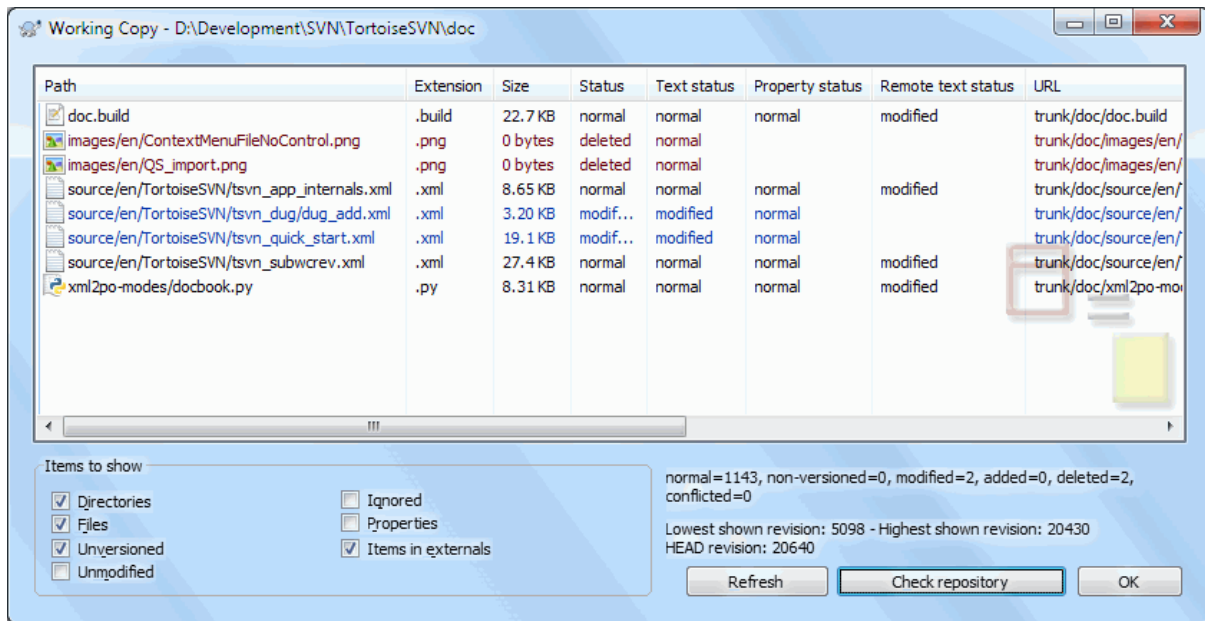 Working Copy - D:\Development\SVN\TortoiseSVN\doc
Path Extension Size Status Text status Property status Remote text status URL
doc.build .build 22.7 KB normal normal normal modified trunk/doc/doc.build
images/en/ContextMenuFileNoControl.png .png 0 bytes deleted normal trunk/doc/images/en/
images/en/QS_import.png .png 0 bytes deleted normal trunk/doc/images/en/
source/en/TortoiseSVN/tsvn_app_internals.xml .xml 8.65 KB normal normal normal modified trunk/doc/source/en/
source/en/TortoiseSVN/tsvn_dug/dug_add.xml .xml 3.20 KB modif... modified normal trunk/doc/source/en/
source/en/TortoiseSVN/tsvn_quick_start.xml .xml 19.1 KB modif... modified normal trunk/doc/source/en/
source/en/TortoiseSVN/tsvn_subwcrev.xml .xml 27.4 KB normal normal normal modified trunk/doc/source/en/
xml2po-modes/docbook.py .py 8.31 KB normal normal normal modified trunk/doc/xml2po-mo
Items to show
Directories Ignored
Files Properties
Unversioned Items in externals
Unmodified
normal=1143, non-versioned=0, modified=2, added=0, deleted=2,
conflicted=0
Lowest shown revision: 5098 - Highest shown revision: 20430
HEAD revision: 20640
Refresh Check repository OK